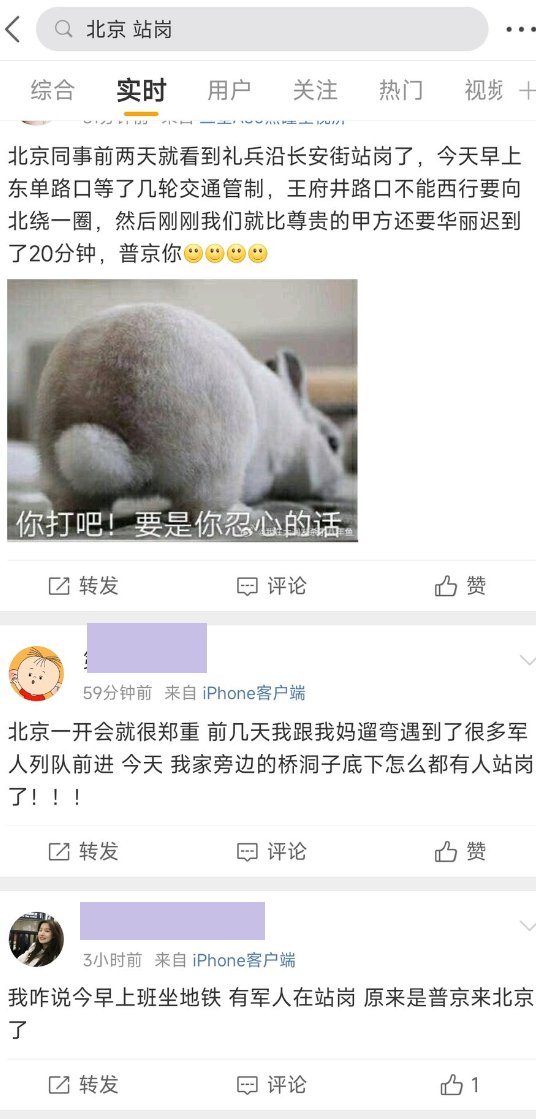 北京 站岗
综合 实时 用户 关注 热门 视频
北京同事前两天就看到礼兵沿长安街站岗了，今天早上
东单路口等了几轮交通管制，王府井路口不能西行要向
北绕一圈，然后刚刚我们就比尊贵的甲方还要华丽迟到
了20分钟，普京你
你打吧！要是你忍心的话
转发 评论 赞
59分钟前 来自 iPhone客户端
北京一开会就很郑重 前几天我跟我妈遛弯遇到了很多军
人列队前进 今天 我家旁边的桥洞子底下怎么都有人站岗
了！！！
转发 评论 赞
3小时前 来自 iPhone客户端
我咋说今早上班坐地铁 有军人在站岗 原来是普京来北京
了
转发 评论 1